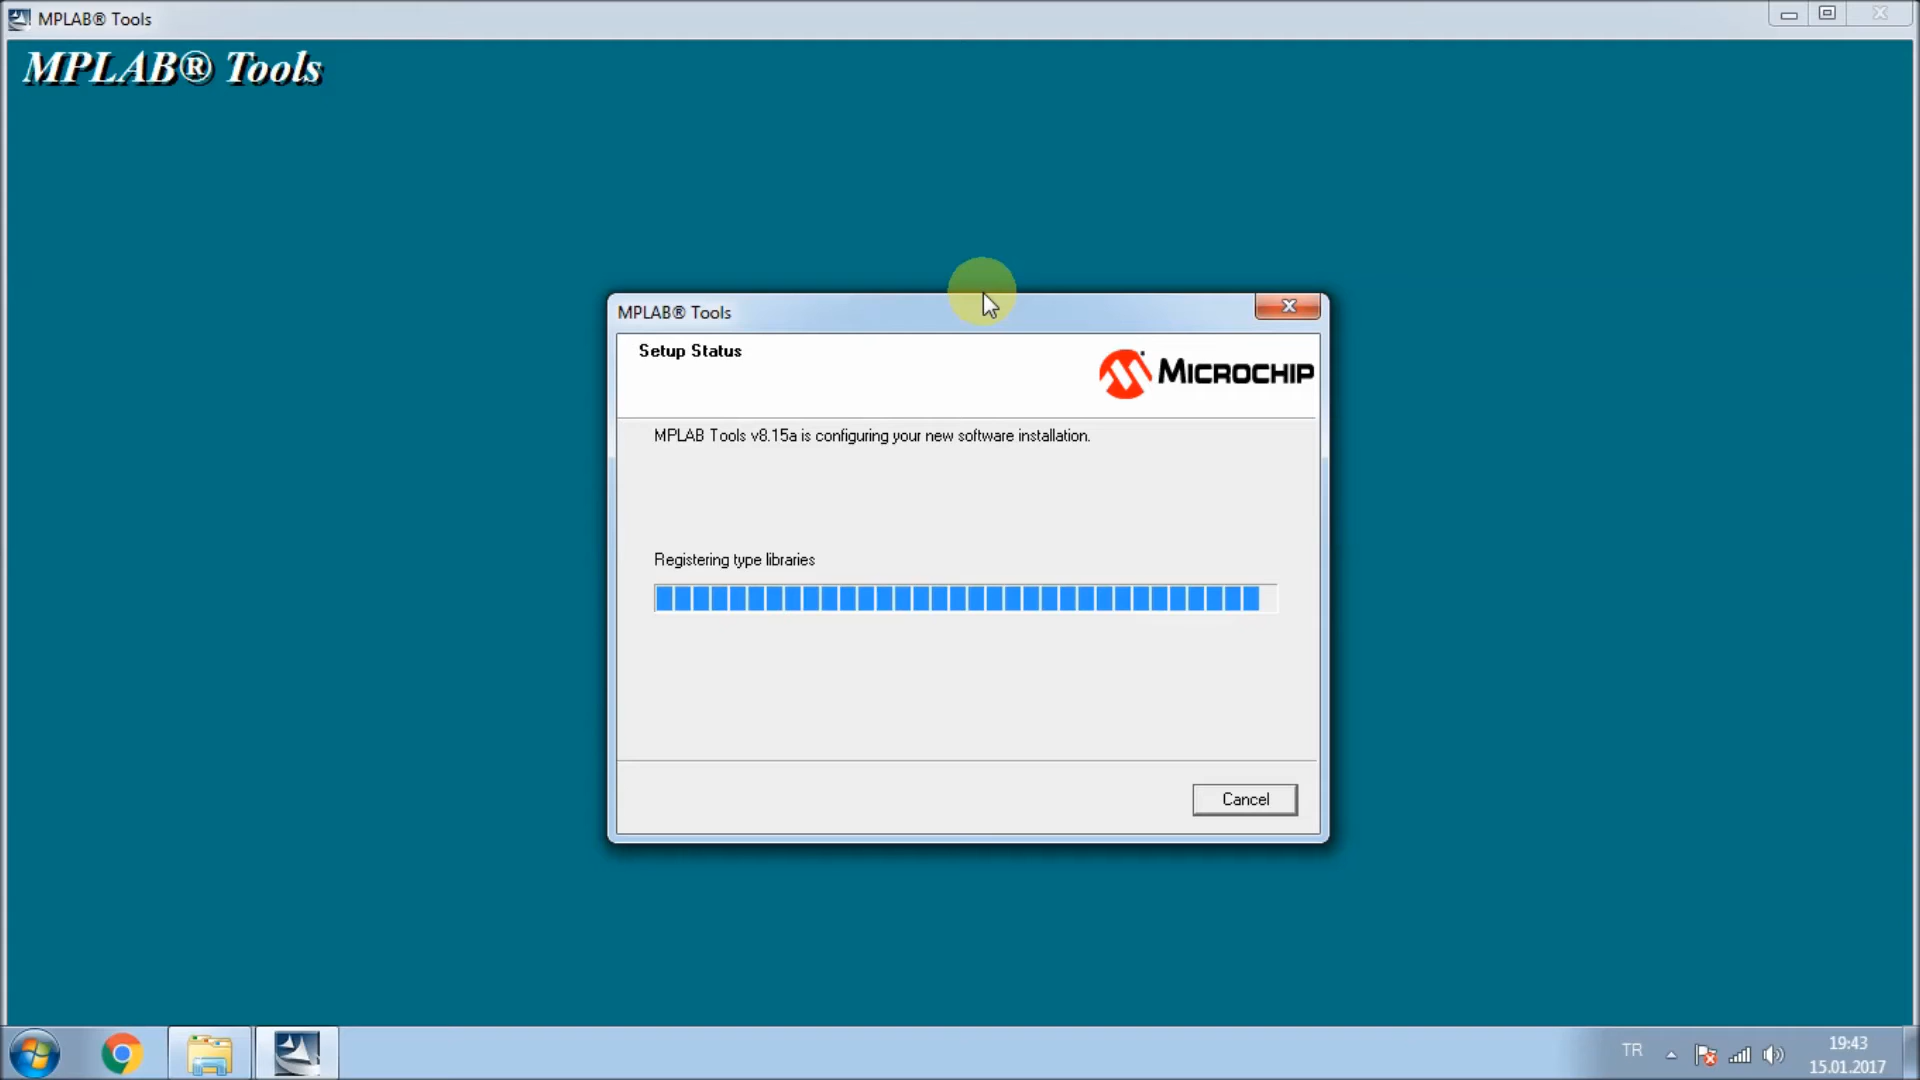 MPLAB® Tools
MPLAB® Tools
MPLAB® Tools
Setup Status
MICROCHIP
MPLAB Tools v8.15a is configuring your new software installation.
Registering type libraries
Cancel
TR
19:43
15.01.2017